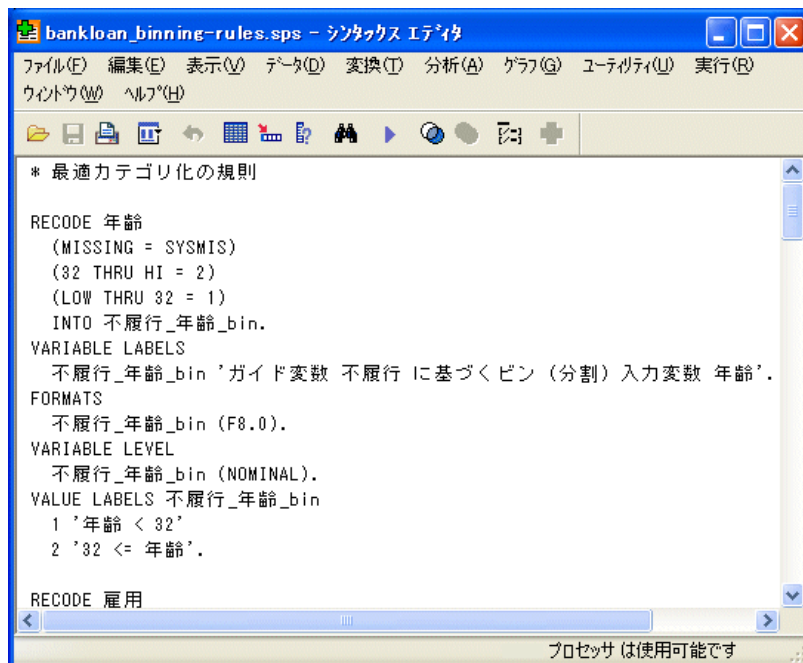 bankloan_binning-rules.sps - シンタックス エディタ
ファイル(F) 編集(E) 表示(V) データ(D) 変換(T) 分析(A) グラフ(G) ユーティリティ(U) 実行(R)
ウィンドウ(W) ヘルプ(H)
* 最適カテゴリ化の規則
RECODE 年齢
(MISSING = SYSMIS)
(32 THRU HI = 2)
(LOW THRU 32 = 1)
INTO 不履行_年齢_bin.
VARIABLE LABELS
不履行_年齢_bin 'ガイド変数 不履行 に基づくビン (分割) 入力変数 年齢'.
FORMATS
不履行_年齢_bin (F8.0).
VARIABLE LEVEL
不履行_年齢_bin (NOMINAL).
VALUE LABELS 不履行_年齢_bin
1 '年齢 < 32'
2 '32 <= 年齢'.
RECODE 雇用
プロセッサ は使用可能です